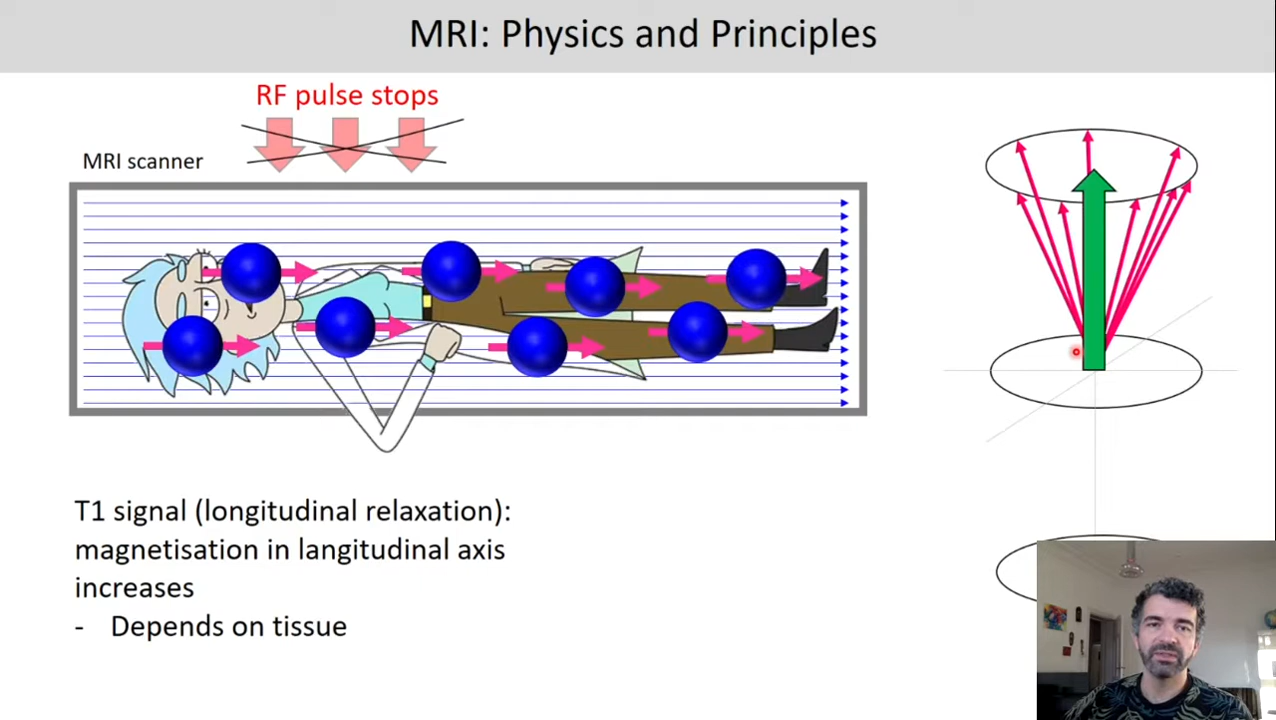 MRI: Physics and Principles
RF pulse stops
MRI scanner
T1 signal (longitudinal relaxation):
magnetisation in langitudinal axis
increases
- Depends on tissue